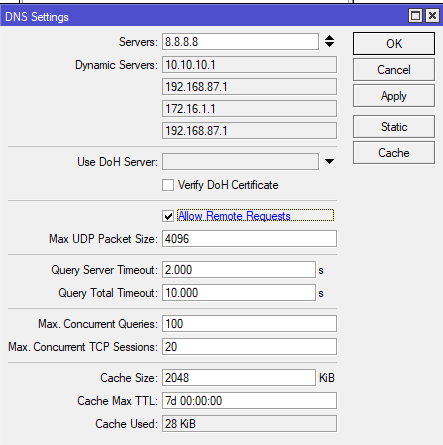 DNS Settings
Servers: 8.8.8.8
OK
Dynamic Servers: 10.10.10.1
Cancel
192.168.87.1
Apply
172.16.1.1
192.168.87.1
Static
Use DoH Server:
Cache
Verify DoH Certificate
Allow Remote Requests
Max UDP Packet Size: 4096
Query Server Timeout: 2.000 s
Query Total Timeout: 10.000 s
Max. Concurrent Queries: 100
Max. Concurrent TCP Sessions: 20
Cache Size: 2048 KiB
Cache Max TTL: 7d 00:00:00
Cache Used: 28 KiB